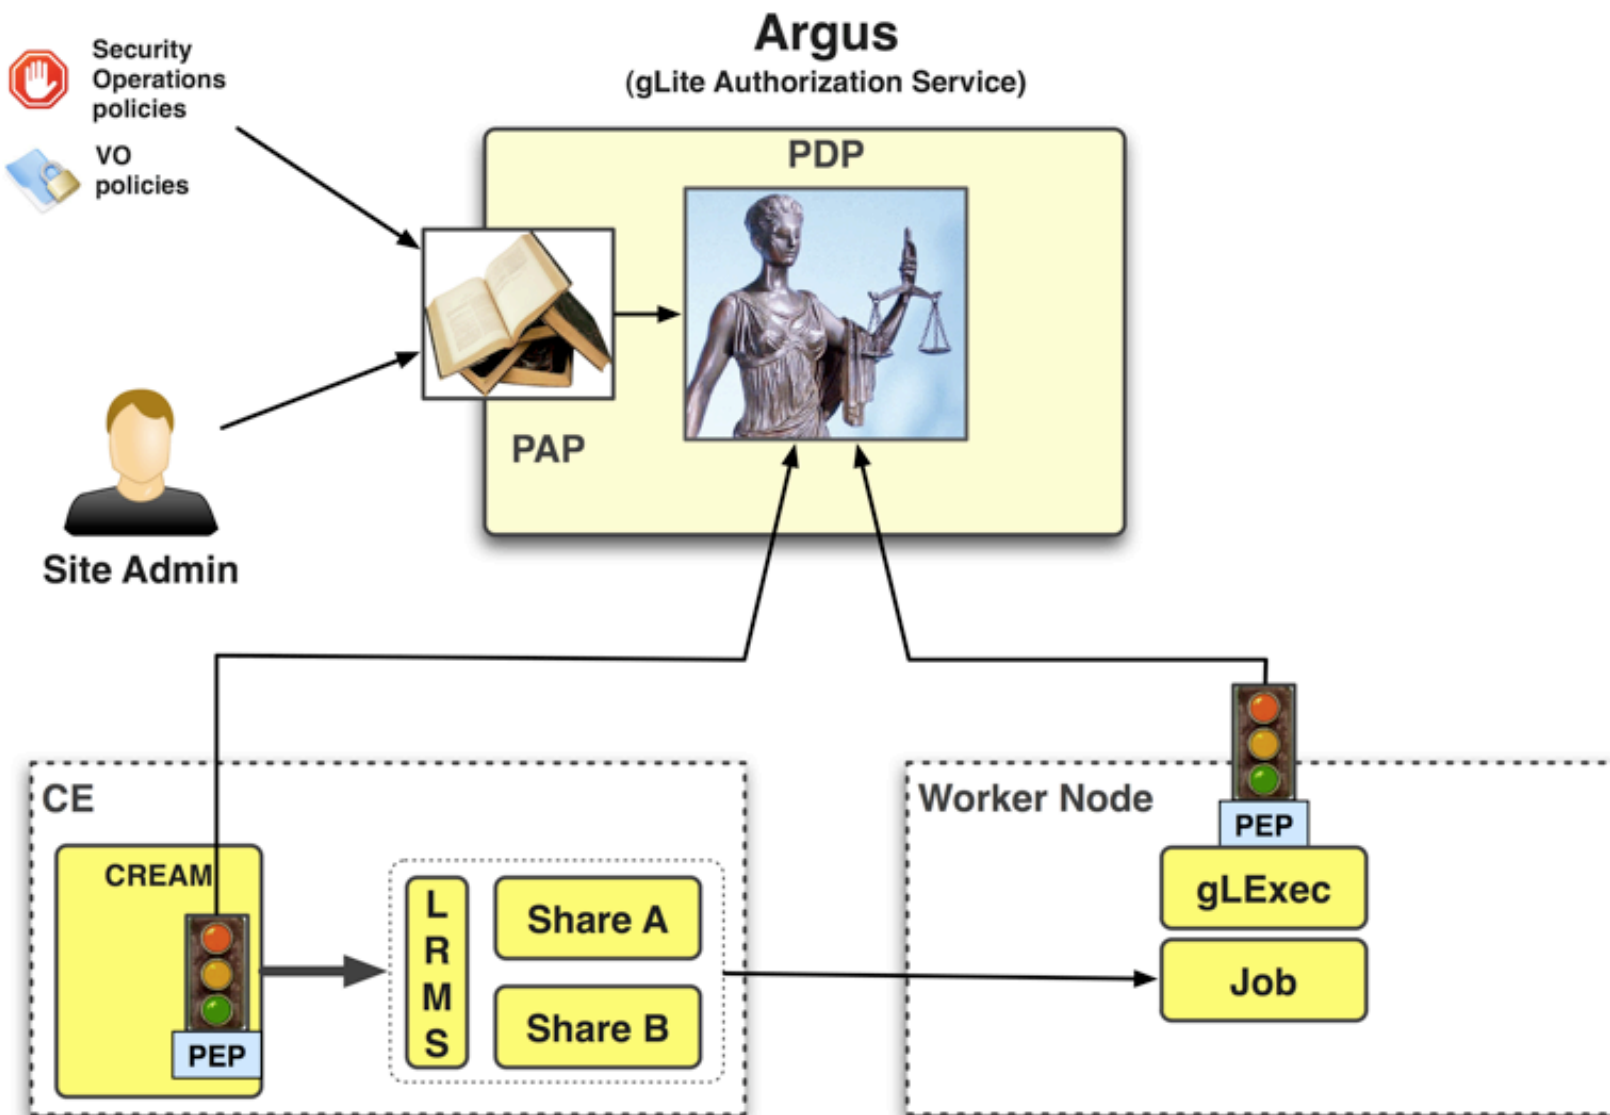 Argus
(gLite Authorization Service)
Security
Operations
policies
VO
policies
PDP
PAP
Site Admin
CE
CREAM
PEP
L
R
M
S
Share A
Share B
Worker Node
PEP
gLExec
Job